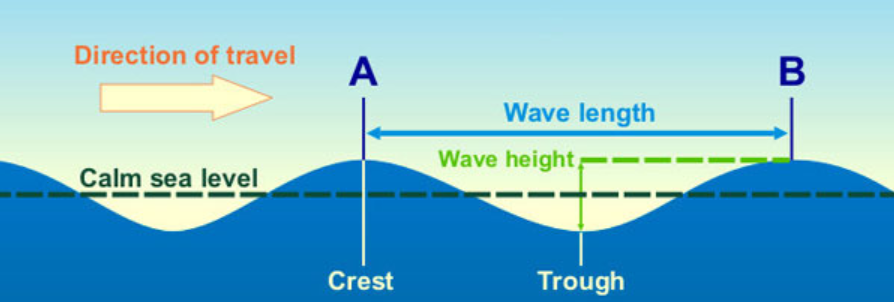 Direction of travel
A
B
Wave length
Wave height
Calm sea level
Crest
Trough